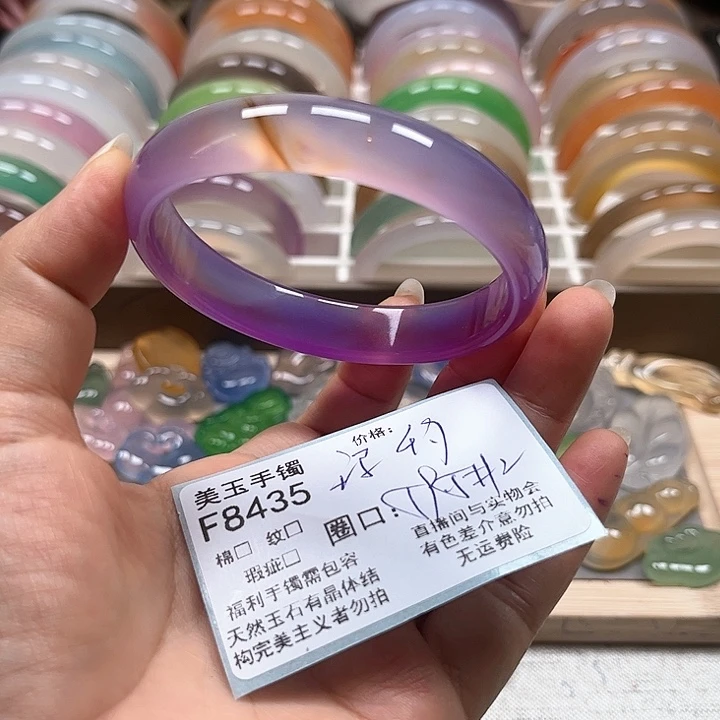 价格:
美玉手镯
F8435
圈口:
棉□ 纹□
瑕疵□
直播间与实物会
有色差介意勿拍
无运费险
福利手镯需包容
天然玉石有晶体结
构完美主义者勿拍